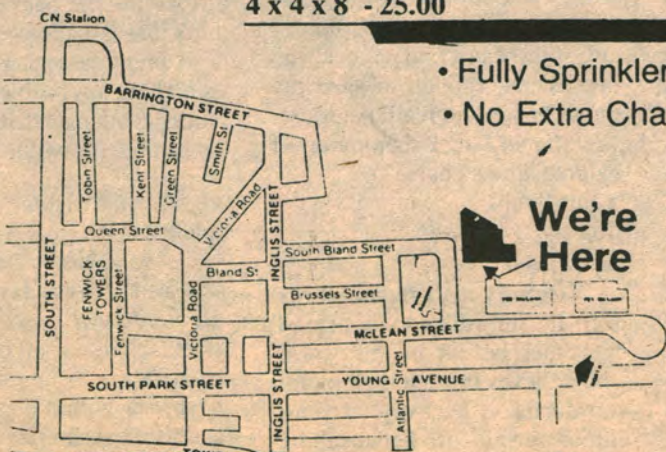 4 x 4 x 8' - 25.00
CN Station
• Fully Sprinkler
• No Extra Cha
BARRINGTON STREET
Tobin Street
Kent Street
Green Street
Smith St
Victoria Road
INGLIS STREET
Queen Street
South Bland Street
We're
Here
SOUTH STREET
FENWICK
TOWERS
Fenwick Street
Victoria Road
Bland St
Brussels Street
McLEAN STREET
SOUTH PARK STREET
INGLIS STREET
YOUNG AVENUE
Atlantic Street
TOW